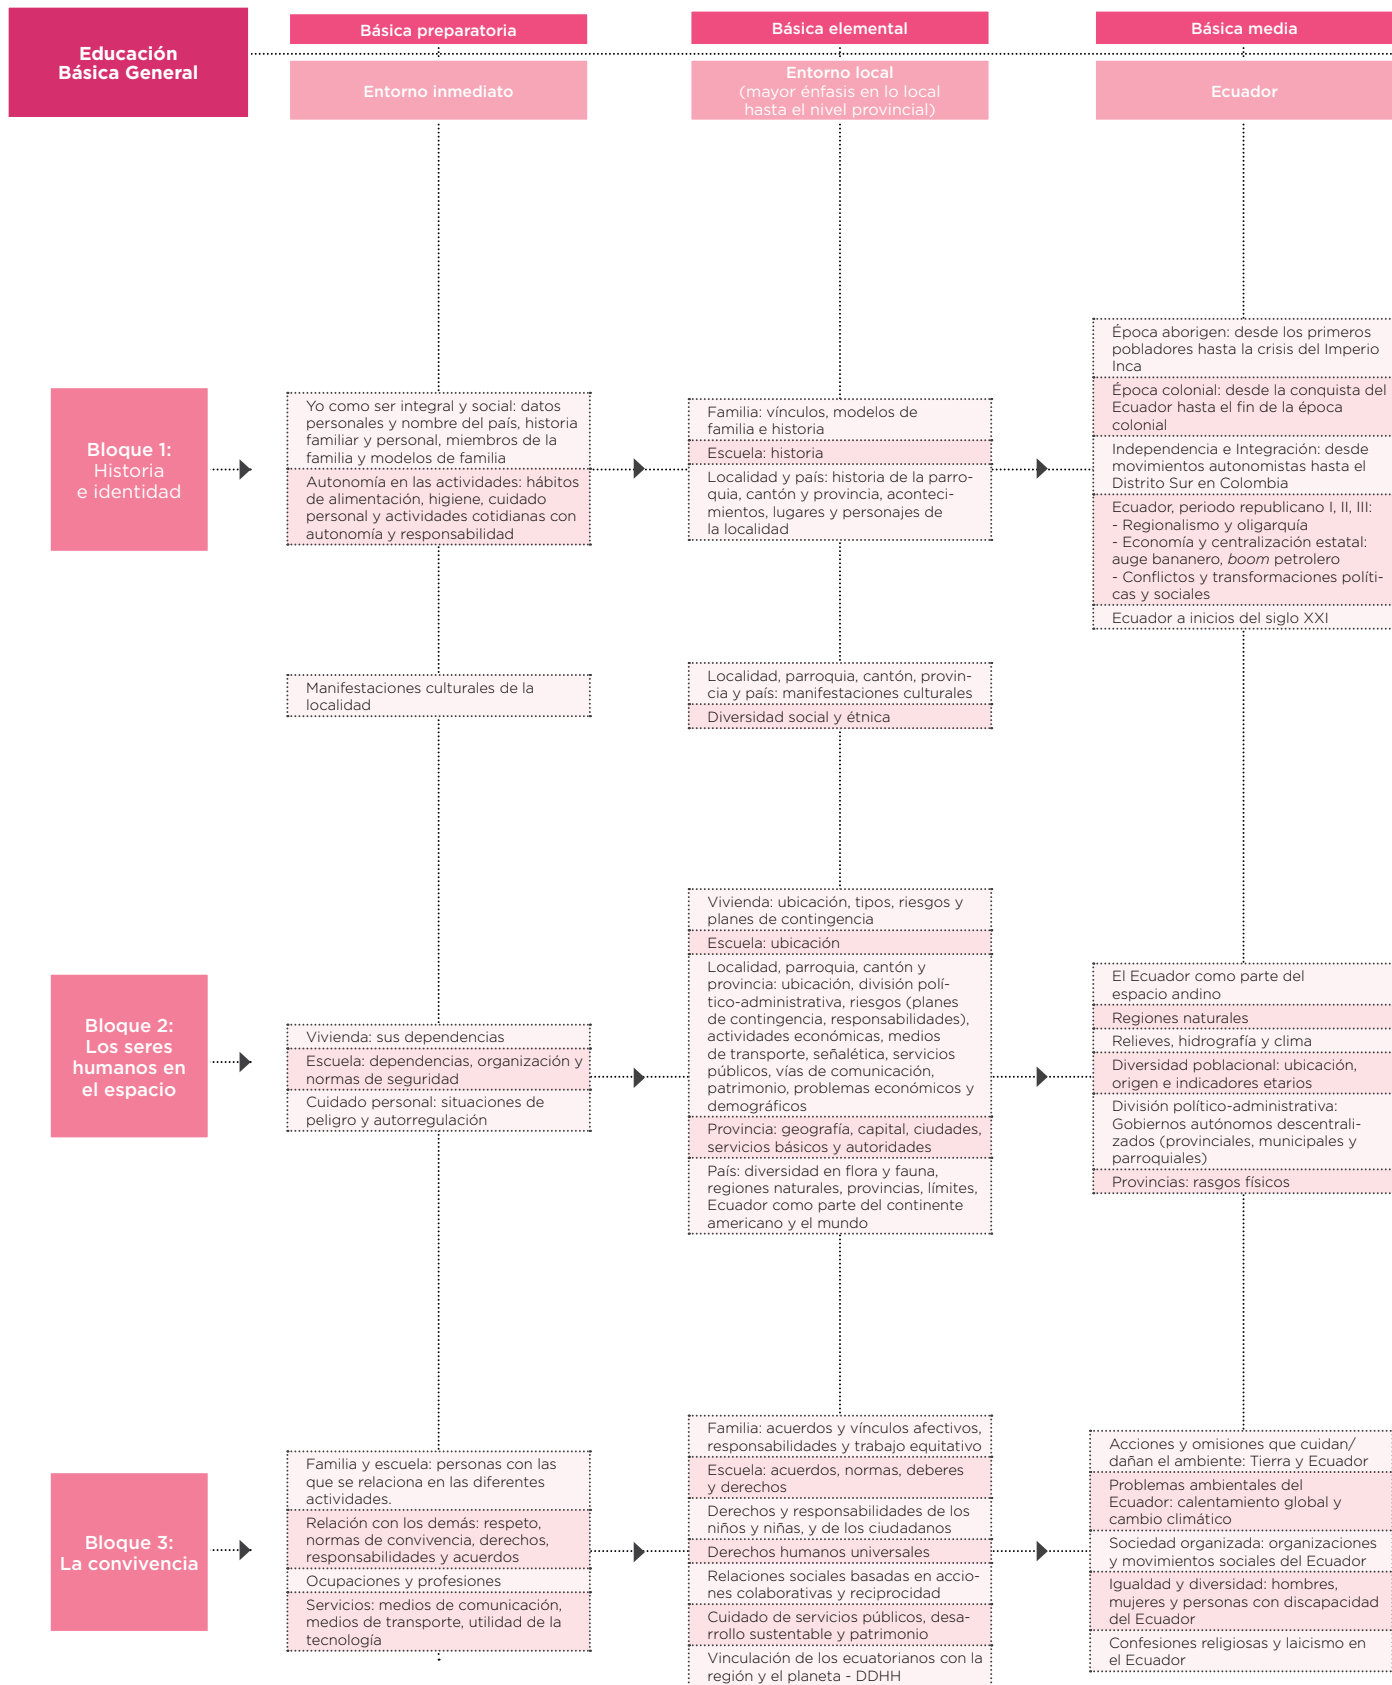 Educación
Básica General
Básica preparatoria
Básica elemental
Básica media
Entorno inmediato
Entorno local
(mayor énfasis en lo local
hasta el nivel provincial)
Ecuador
Bloque 1:
Historia
e identidad
Yo como ser integral y social: datos
personales y nombre del país, historia
familiar y personal, miembros de la
familia y modelos de familia
Autonomía en las actividades: hábitos
de alimentación, higiene, cuidado
personal y actividades cotidianas con
autonomía y responsabilidad
Familia: vínculos, modelos de
familia e historia
Escuela: historia
Localidad y país: historia de la parro-
quia, cantón y provincia, aconteci-
mientos, lugares y personajes de
la localidad
Época aborigen: desde los primeros
pobladores hasta la crisis del Imperio
Inca
Época colonial: desde la conquista del
Ecuador hasta el fin de la época
colonial
Independencia e Integración: desde
movimientos autonomistas hasta el
Distrito Sur en Colombia
Ecuador, periodo republicano I, II, III:
- Regionalismo y oligarquía
- Economía y centralización estatal:
auge bananero, boom petrolero
- Conflictos y transformaciones políti-
cas y sociales
Ecuador a inicios del siglo XXI
Manifestaciones culturales de la
localidad
Localidad, parroquia, cantón, provin-
cia y país: manifestaciones culturales
Diversidad social y étnica
Bloque 2:
Los seres
humanos en
el espacio
Vivienda: sus dependencias
Escuela: dependencias, organización y
normas de seguridad
Cuidado personal: situaciones de
peligro y autorregulación
Vivienda: ubicación, tipos, riesgos y
planes de contingencia
Escuela: ubicación
Localidad, parroquia, cantón y
provincia: ubicación, división polí-
tico-administrativa, riesgos (planes
de contingencia, responsabilidades),
actividades económicas, medios
de transporte, señalética, servicios
públicos, vías de comunicación,
patrimonio, problemas económicos y
demográficos
Provincia: geografía, capital, ciudades,
servicios básicos y autoridades
País: diversidad en flora y fauna,
regiones naturales, provincias, límites,
Ecuador como parte del continente
americano y el mundo
El Ecuador como parte del
espacio andino
Regiones naturales
Relieves, hidrografía y clima
Diversidad poblacional: ubicación,
origen e indicadores etarios
División político-administrativa:
Gobiernos autónomos descentrali-
zados (provinciales, municipales y
parroquiales)
Provincias: rasgos físicos
Bloque 3:
La convivencia
Familia y escuela: personas con las
que se relaciona en las diferentes
actividades.
Relación con los demás: respeto,
normas de convivencia, derechos,
responsabilidades y acuerdos
Ocupaciones y profesiones
Servicios: medios de comunicación,
medios de transporte, utilidad de la
tecnología
Familia: acuerdos y vínculos afectivos,
responsabilidades y trabajo equitativo
Escuela: acuerdos, normas, deberes
y derechos
Derechos y responsabilidades de los
niños y niñas, y de los ciudadanos
Derechos humanos universales
Relaciones sociales basadas en accio-
nes colaborativas y reciprocidad
Cuidado de servicios públicos, desa-
rrollo sustentable y patrimonio
Vinculación de los ecuatorianos con la
región y el planeta - DDHH
Acciones y omisiones que cuidan/
dañan el ambiente: Tierra y Ecuador
Problemas ambientales del
Ecuador: calentamiento global y
cambio climático
Sociedad organizada: organizaciones
y movimientos sociales del Ecuador
Igualdad y diversidad: hombres,
mujeres y personas con discapacidad
del Ecuador
Confesiones religiosas y laicismo en
el Ecuador